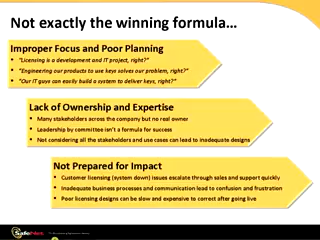 Not exactly the winning formula...
Improper Focus and Poor Planning
▪ "Licensing is a development and IT project, right?"
▪ "Engineering our products to use keys solves our problem, right?"
▪ "Our IT guys can easily build a system to deliver keys, right?"
Lack of Ownership and Expertise
▪ Many stakeholders across the company but no real owner
▪ Leadership by committee isn't a formula for success
▪ Not considering all the stakeholders and use cases can lead to inadequate designs
Not Prepared for Impact
▪ Customer licensing (system down) issues escalate through sales and support quickly
▪ Inadequate business processes and communication lead to confusion and frustration
▪ Poor licensing designs can be slow and expensive to correct after going live
SafeNet